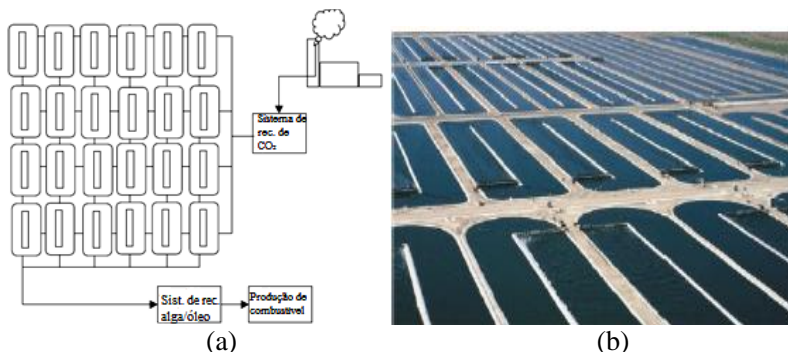 Sistema de
rec. de
CO₂
Sist. de rec.
alga/óleo
Produção de
combustível
(a)
(b)